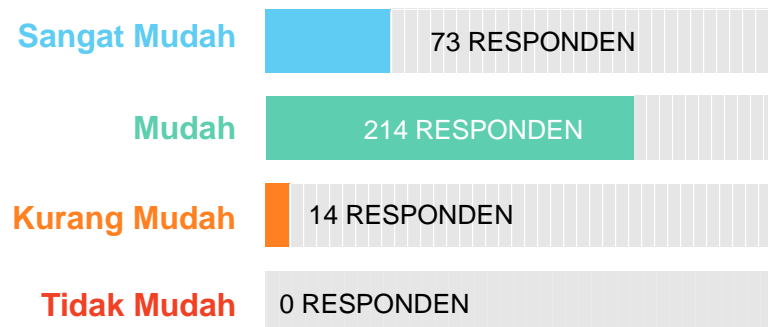 Sangat Mudah 73 RESPONDEN
Mudah 214 RESPONDEN
Kurang Mudah 14 RESPONDEN
Tidak Mudah 0 RESPONDEN